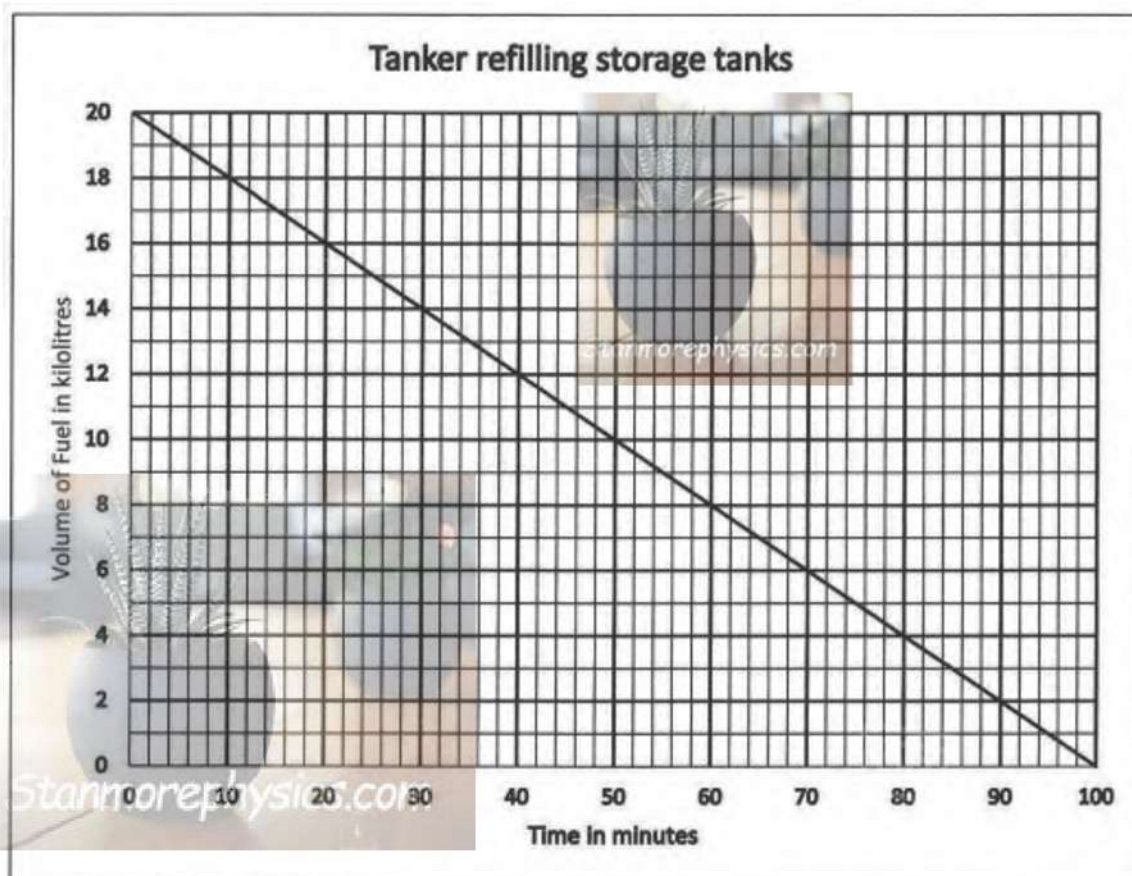 Tanker refilling storage tanks
Volume of Fuel in kilolitres
20
18
16
14
12
10
8
6
4
2
0
Stanmorephysics.com
Stanmorephysics.com
0 10 20 30 40 50 60 70 80 90 100
Time in minutes